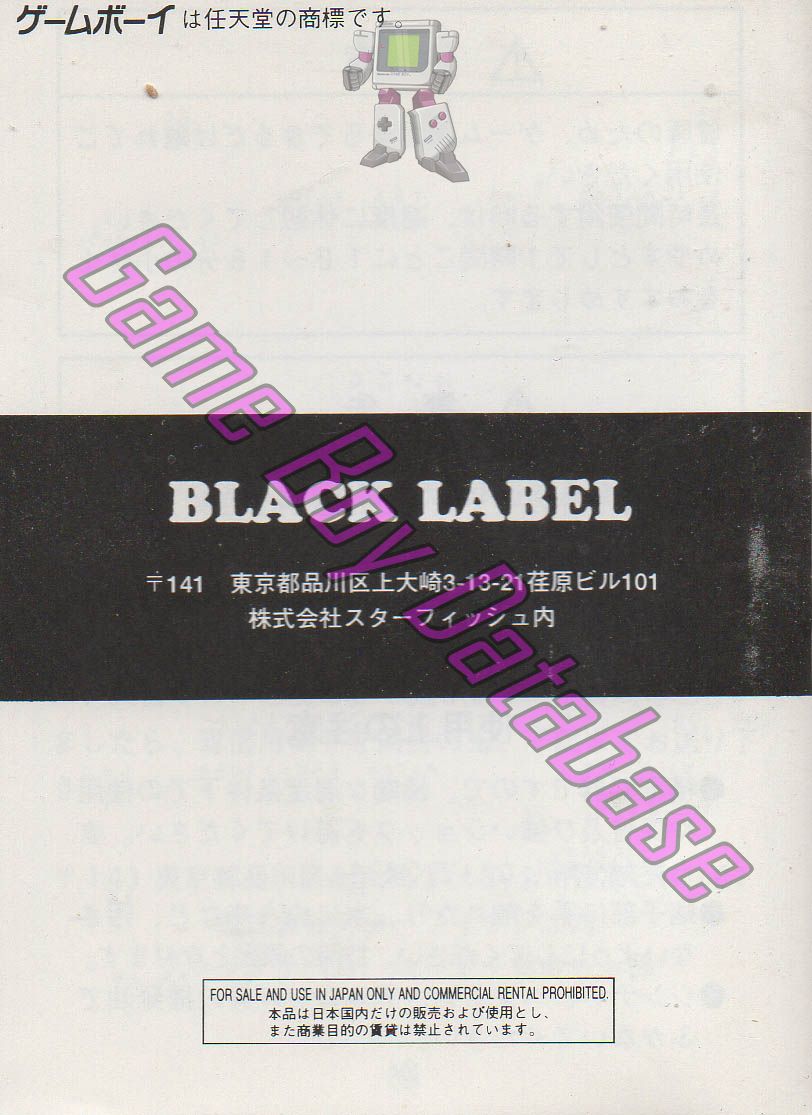 ゲームボーイは任天堂の商標です
Game Boy Database
BLACK LABEL
〒141 東京都品川区上大崎3-13-21荏原ビル101
株式会社スターフィッシュ内
FOR SALE AND USE IN JAPAN ONLY AND COMMERCIAL RENTAL PROHIBITED.
本品は日本国内だけの販売および使用とし、
また商業目的の賃貸は禁止されています。